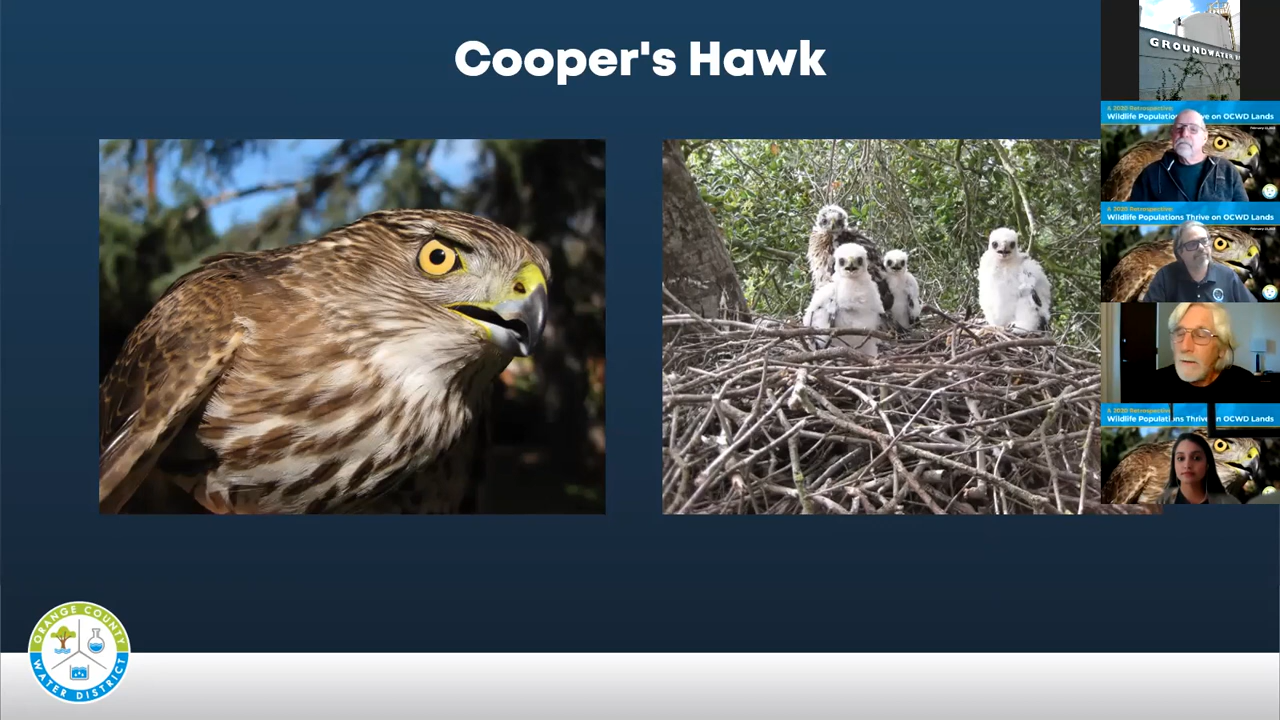 Cooper's Hawk
GROUNDWATER
A 2020 Retrospective:
Wildlife Populations Thrive on OCWD Lands
A 2020 Retrospective:
Wildlife Populations Thrive on OCWD Lands
A 2020 Retrospective:
Wildlife Populations Thrive on OCWD Lands
ORANGE COUNTY
WATER DISTRICT